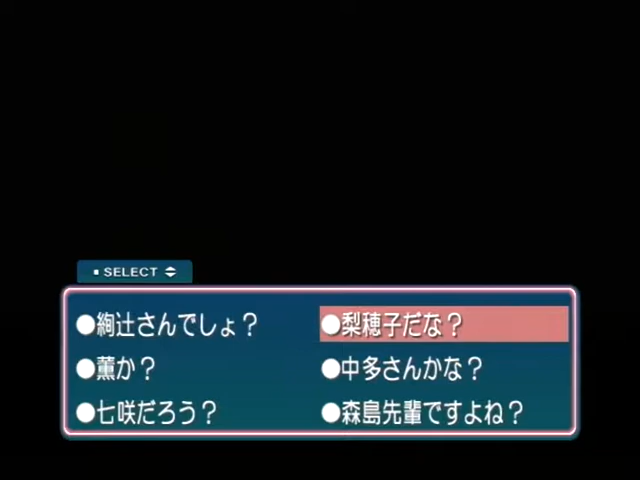 SELECT
●絢辻さんでしょ？
●梨穂子だな？
●薫か？
●中多さんかな？
●七咲だろう？
●森島先輩ですよね？